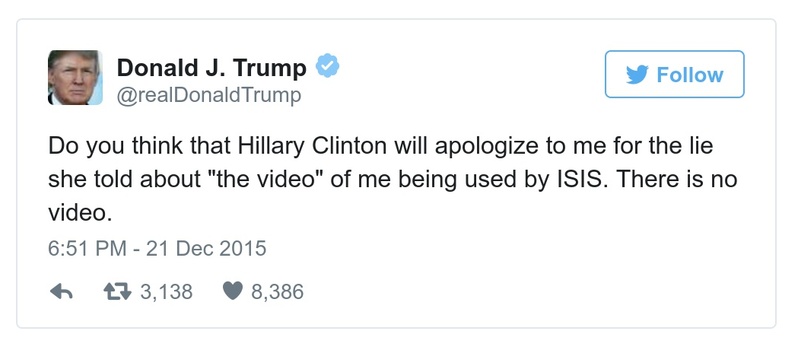 Donald J. Trump
@realDonaldTrump
Follow
Do you think that Hillary Clinton will apologize to me for the lie
she told about "the video" of me being used by ISIS. There is no
video.
6:51 PM - 21 Dec 2015
3,138 8,386